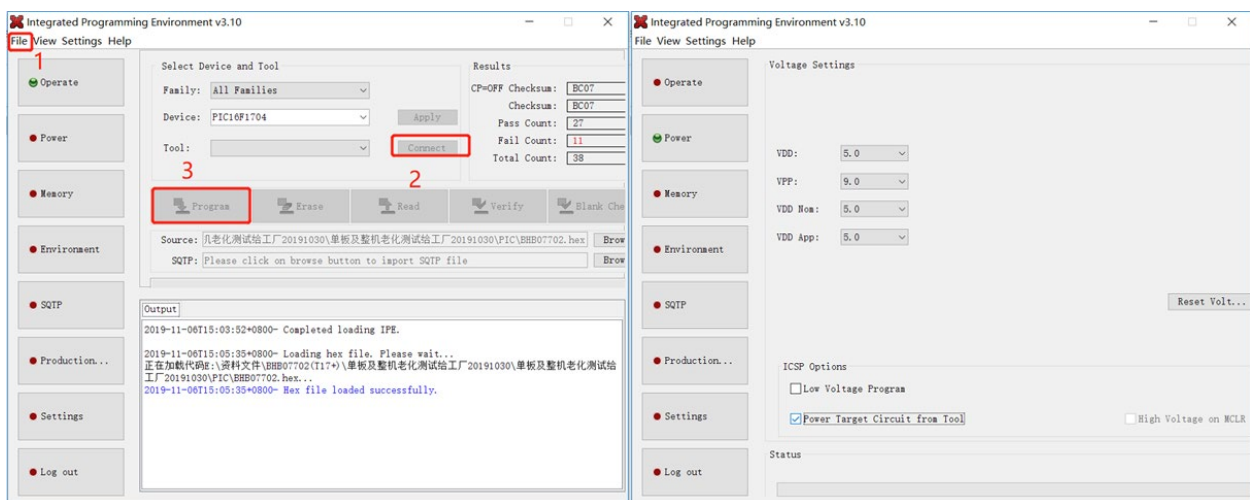 Integrated Programming Environment v3.10
File View Settings Help
1
Operate
Power
Memory
Environment
SQTP
Production...
Settings
Log out
Select Device and Tool
Family: All Families
Device: PIC16F1704
Apply
Tool:
Connect
3
2
Results
CP=OFF Checksum: BC07
Checksum: BC07
Pass Count: 27
Fail Count: 11
Total Count: 38
Program
Erase
Read
Verify
Blank Che
Source: 几老化测试给工厂20191030\单板及整机老化测试给工厂20191030\PIC\BHB07702.hex
Brow
SQTP: Please click on browse button to import SQTP file
Brow
Output
2019-11-06T15:03:52+0800- Completed loading IPE.
2019-11-06T15:05:35+0800- Loading hex file. Please wait...
正在加载代码E:\资料文件\BHB07702(T17+)\单板及整机老化测试给工厂20191030\单板及整机老化测试给
工厂20191030\PIC\BHB07702.hex...
2019-11-06T15:05:35+0800- Hex file loaded successfully.
Integrated Programming Environment v3.10
File View Settings Help
Operate
Power
Memory
Environment
SQTP
Production...
Settings
Log out
Voltage Settings
VDD: 5.0
VPP: 9.0
VDD Nom: 5.0
VDD App: 5.0
Reset Volt...
ICSP Options
Low Voltage Program
Power Target Circuit from Tool
High Voltage on MCLR
Status